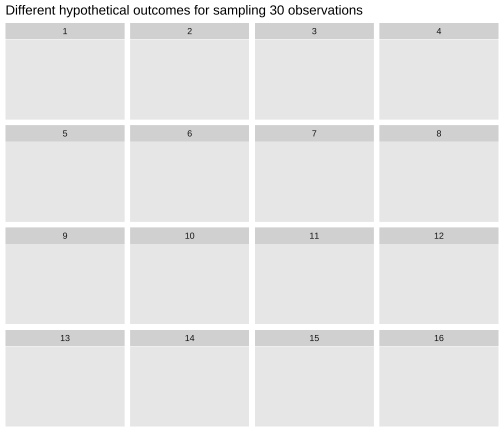 Different hypothetical outcomes for sampling 30 observations
1 2 3 4
5 6 7 8
9 10 11 12
13 14 15 16